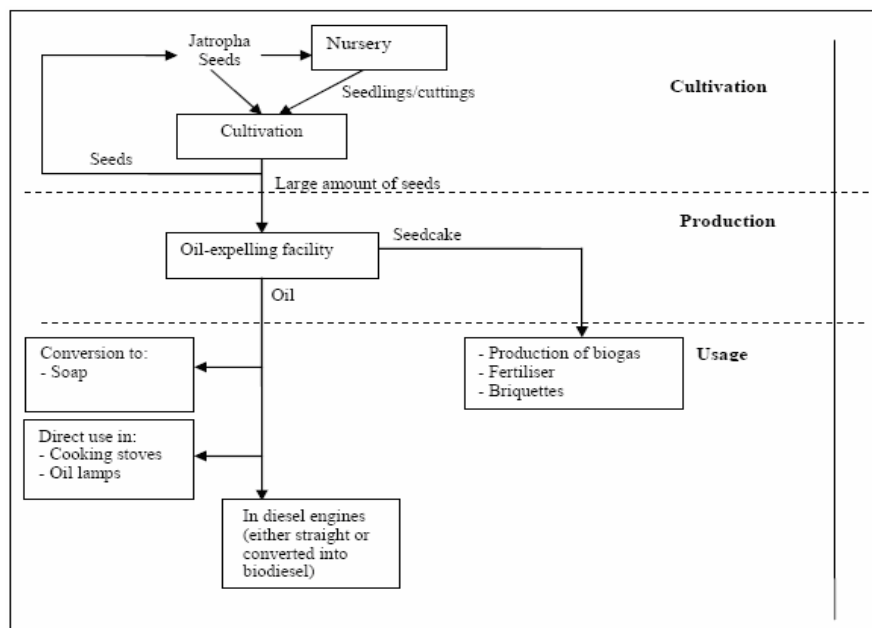 Jatropha
Seeds
Nursery
Seedlings/cuttings
Cultivation
Cultivation
Seeds
Large amount of seeds
Production
Seedcake
Oil-expelling facility
Oil
Conversion to:
- Soap
- Production of biogas
- Fertiliser
- Briquettes
Usage
Direct use in:
- Cooking stoves
- Oil lamps
In diesel engines
(either straight or
converted into
biodiesel)